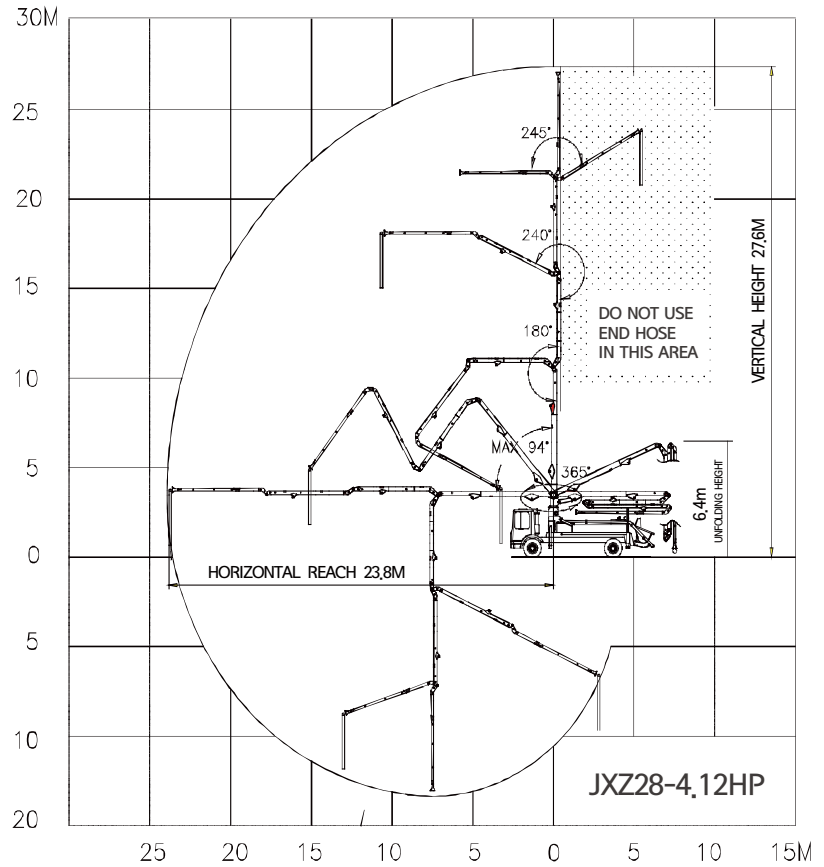 30M
25
20
15
10
5
0
5
10
20
245°
240°
180°
MAX 94°
365°
DO NOT USE
END HOSE
IN THIS AREA
VERTICAL HEIGHT 27.6M
6.4m
UNFOLDING HEIGHT
HORIZONTAL REACH 23.8M
JXZ28-4.12HP
25 20 15 10 5 0 5 10 15M